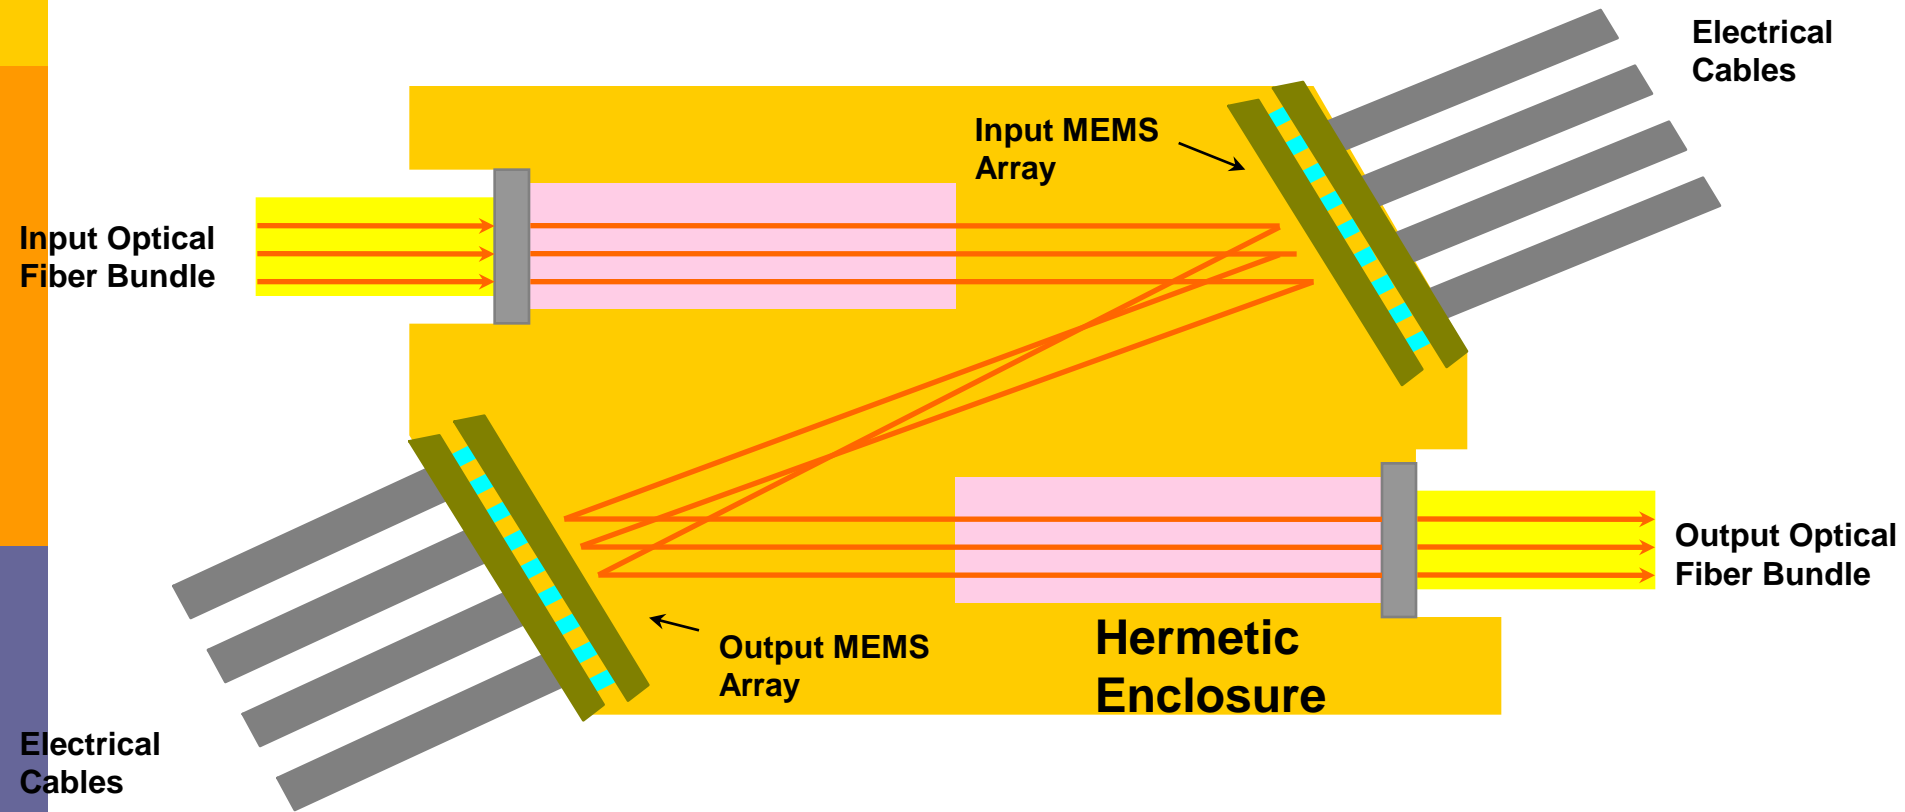 Electrical
Cables
Input MEMS
Array
Input Optical
Fiber Bundle
Output Optical
Fiber Bundle
Hermetic
Enclosure
Output MEMS
Array
Electrical
Cables